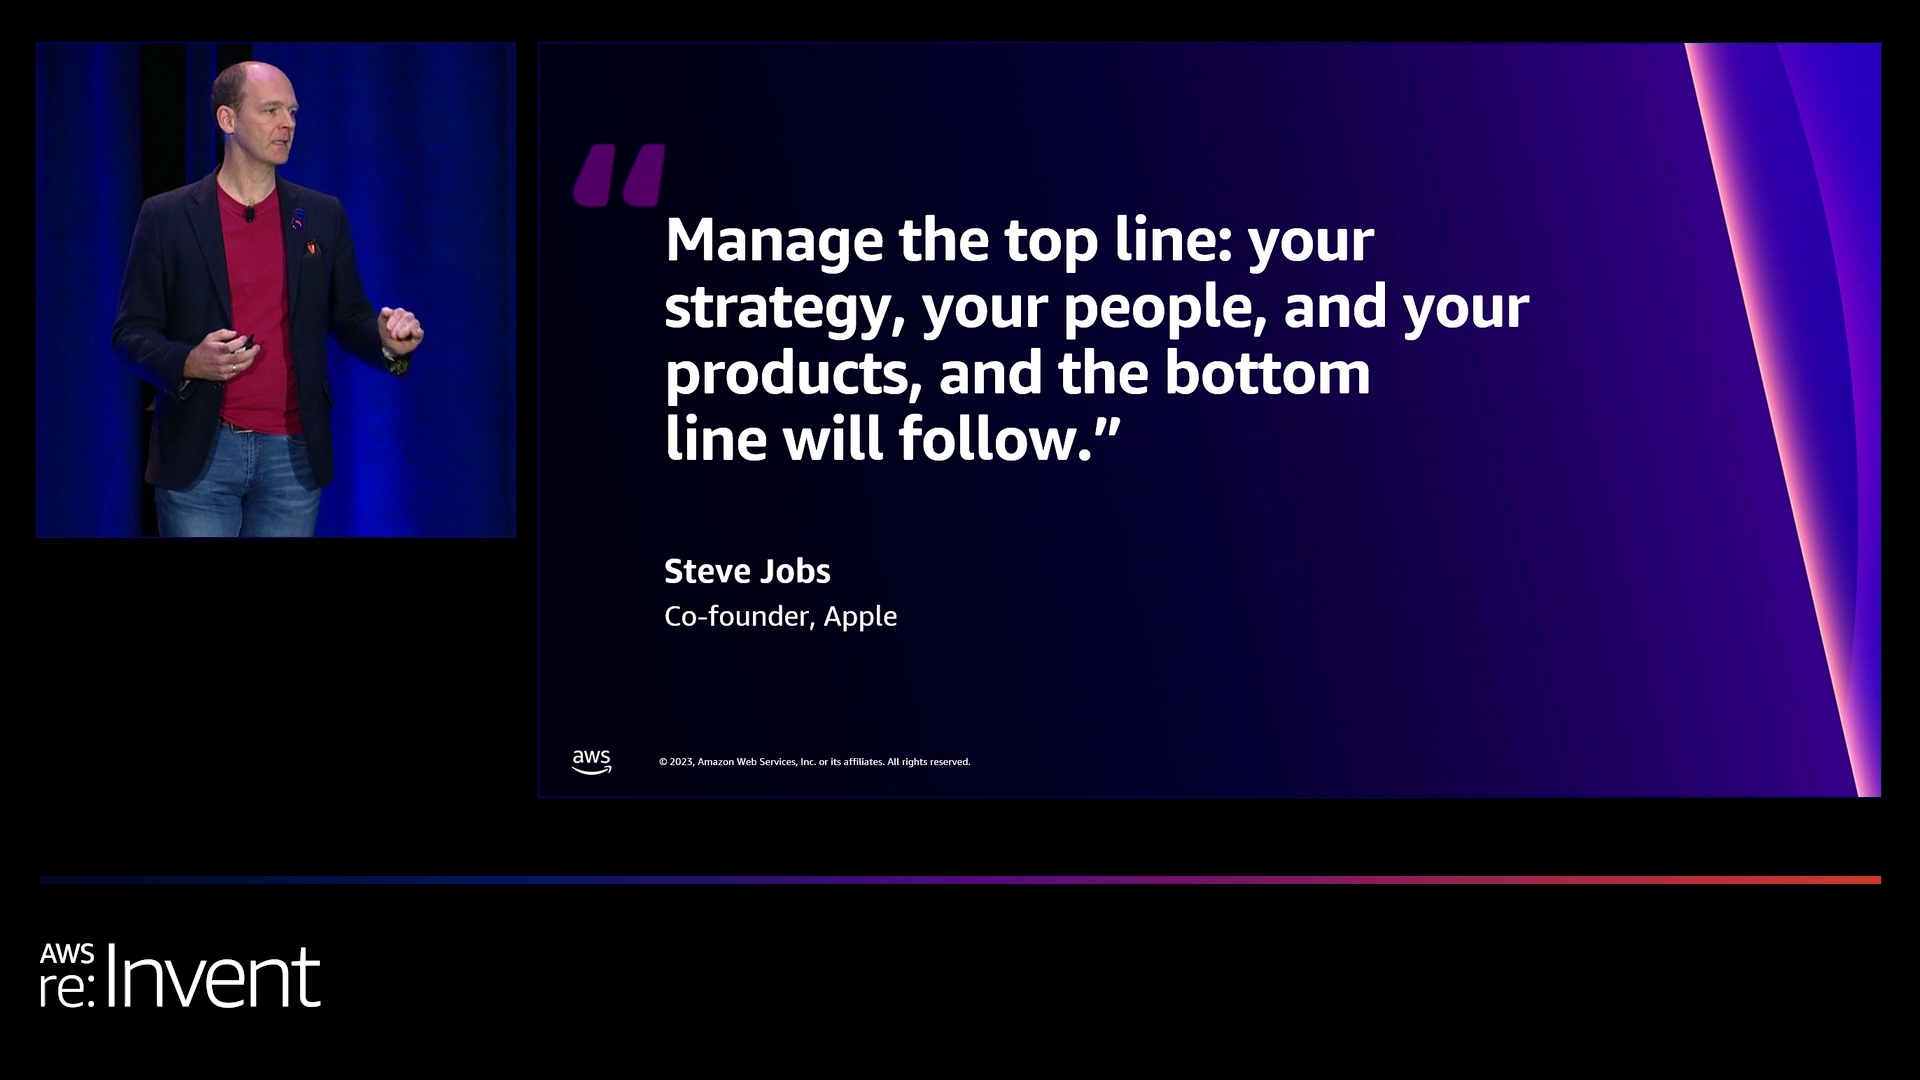 “
Manage the top line: your
strategy, your people, and your
products, and the bottom
line will follow.”
Steve Jobs
Co-founder, Apple
aws
© 2023, Amazon Web Services, Inc. or its affiliates. All rights reserved.
AWS
re:Invent